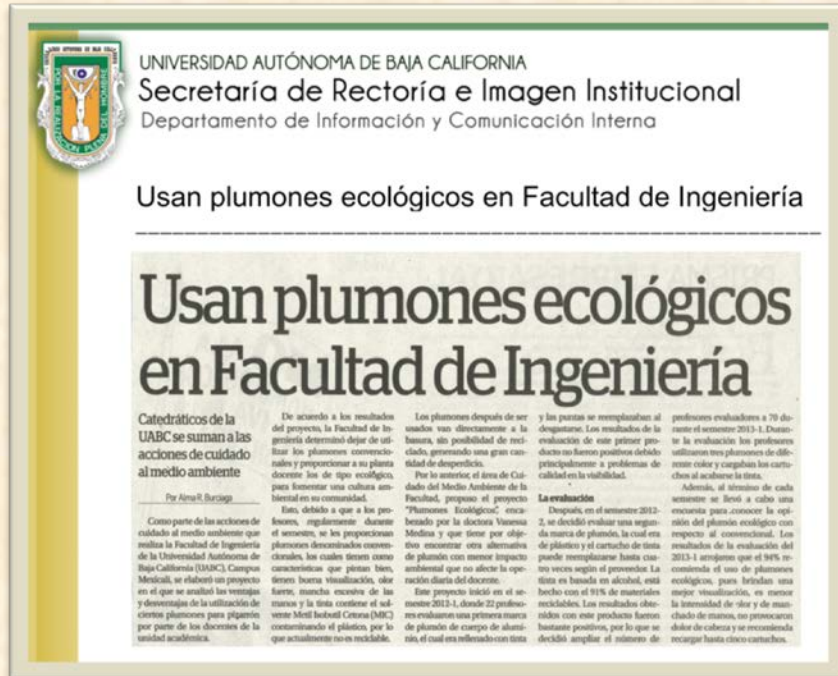 POR LA REALIZACION PLENA DEL HOMBRE
UNIVERSIDAD AUTÓNOMA DE BAJA CALIFORNIA
Secretaría de Rectoría e Imagen Institucional
Departamento de Información y Comunicación Interna
Usan plumones ecológicos en Facultad de Ingeniería
Usan plumones ecológicos
en Facultad de Ingeniería
Catedráticos de la
UABC se suman a las
acciones de cuidado
al medio ambiente
Por Alma R. Burciaga
Como parte de las acciones de
cuidado al medio ambiente que
realiza la Facultad de Ingeniería
de la Universidad Autónoma de
Baja California (UABC), Campus
Mexicali, se elaboró un proyecto
en el que se analizó las ventajas
y desventajas de la utilización de
ciertos plumones para pizarrón
por parte de los docentes de la
unidad académica.
De acuerdo a los resultados
del proyecto, la Facultad de In-
geniería determinó dejar de uti-
lizar los plumones convencio-
nales y proporcionar a su planta
docente los de tipo ecológico,
para fomentar una cultura am-
biental en su comunidad.
Esto, debido a que a los pro-
fesores, regularmente durante
el semestre, se les proporcionan
plumones denominados conven-
cionales, los cuales tienen como
características que pintan bien,
tienen buena visualización, olor
fuerte, mancha excesiva de las
manos y la tinta contiene el sol-
vente Metil Isobutil Cetona (MIC)
contaminando el plástico, por lo
que actualmente no es reciclable.
Los plumones después de ser
usados van directamente a la
basura, sin posibilidad de reci-
clado, generando una gran can-
tidad de desperdicio.
Por lo anterior, el área de Cui-
dado del Medio Ambiente de la
Facultad, propuso el proyecto
"Plumones Ecológicos", enca-
bezado por la doctora Vanessa
Medina y que tiene por obje-
tivo encontrar otra alternativa
de plumón con menor impacto
ambiental que no afecte la ope-
ración diaria del docente.
Este proyecto inició en el se-
mestre 2012-1, donde 22 profeso-
res evaluaron una primera marca
de plumón de cuerpo de alumi-
nio, el cual era rellenado con tinta
y las puntas se reemplazaban al
desgastarse. Los resultados de la
evaluación de este primer pro-
ducto no fueron positivos debido
principalmente a problemas de
calidad en la visibilidad.
La evaluación
Después, en el semestre 2012-
2, se decidió evaluar una segun-
da marca de plumón, la cual era
de plástico y el cartucho de tinta
puede reemplazarse hasta cua-
tro veces según el proveedor. La
tinta es basada en alcohol, está
hecho con el 91% de materiales
reciclables. Los resultados obte-
nidos con este producto fueron
bastante positivos, por lo que se
decidió ampliar el número de
profesores evaluadores a 70 du-
rante el semestre 2013-1. Duran-
te la evaluación los profesores
utilizaron tres plumones de dife-
rente color y cargaban los cartu-
chos al acabarse la tinta.
Además, al término de cada
semestre se llevó a cabo una
encuesta para conocer la opi-
nión del plumón ecológico con
respecto al convencional. Los
resultados de la evaluación del
2013-1 arrojaron que el 94% re-
comienda el uso de plumones
ecológicos, pues brindan una
mejor visualización, es menor
la intensidad de olor y de man-
chado de manos, no provocaron
dolor de cabeza y se recomienda
recargar hasta cinco cartuchos.